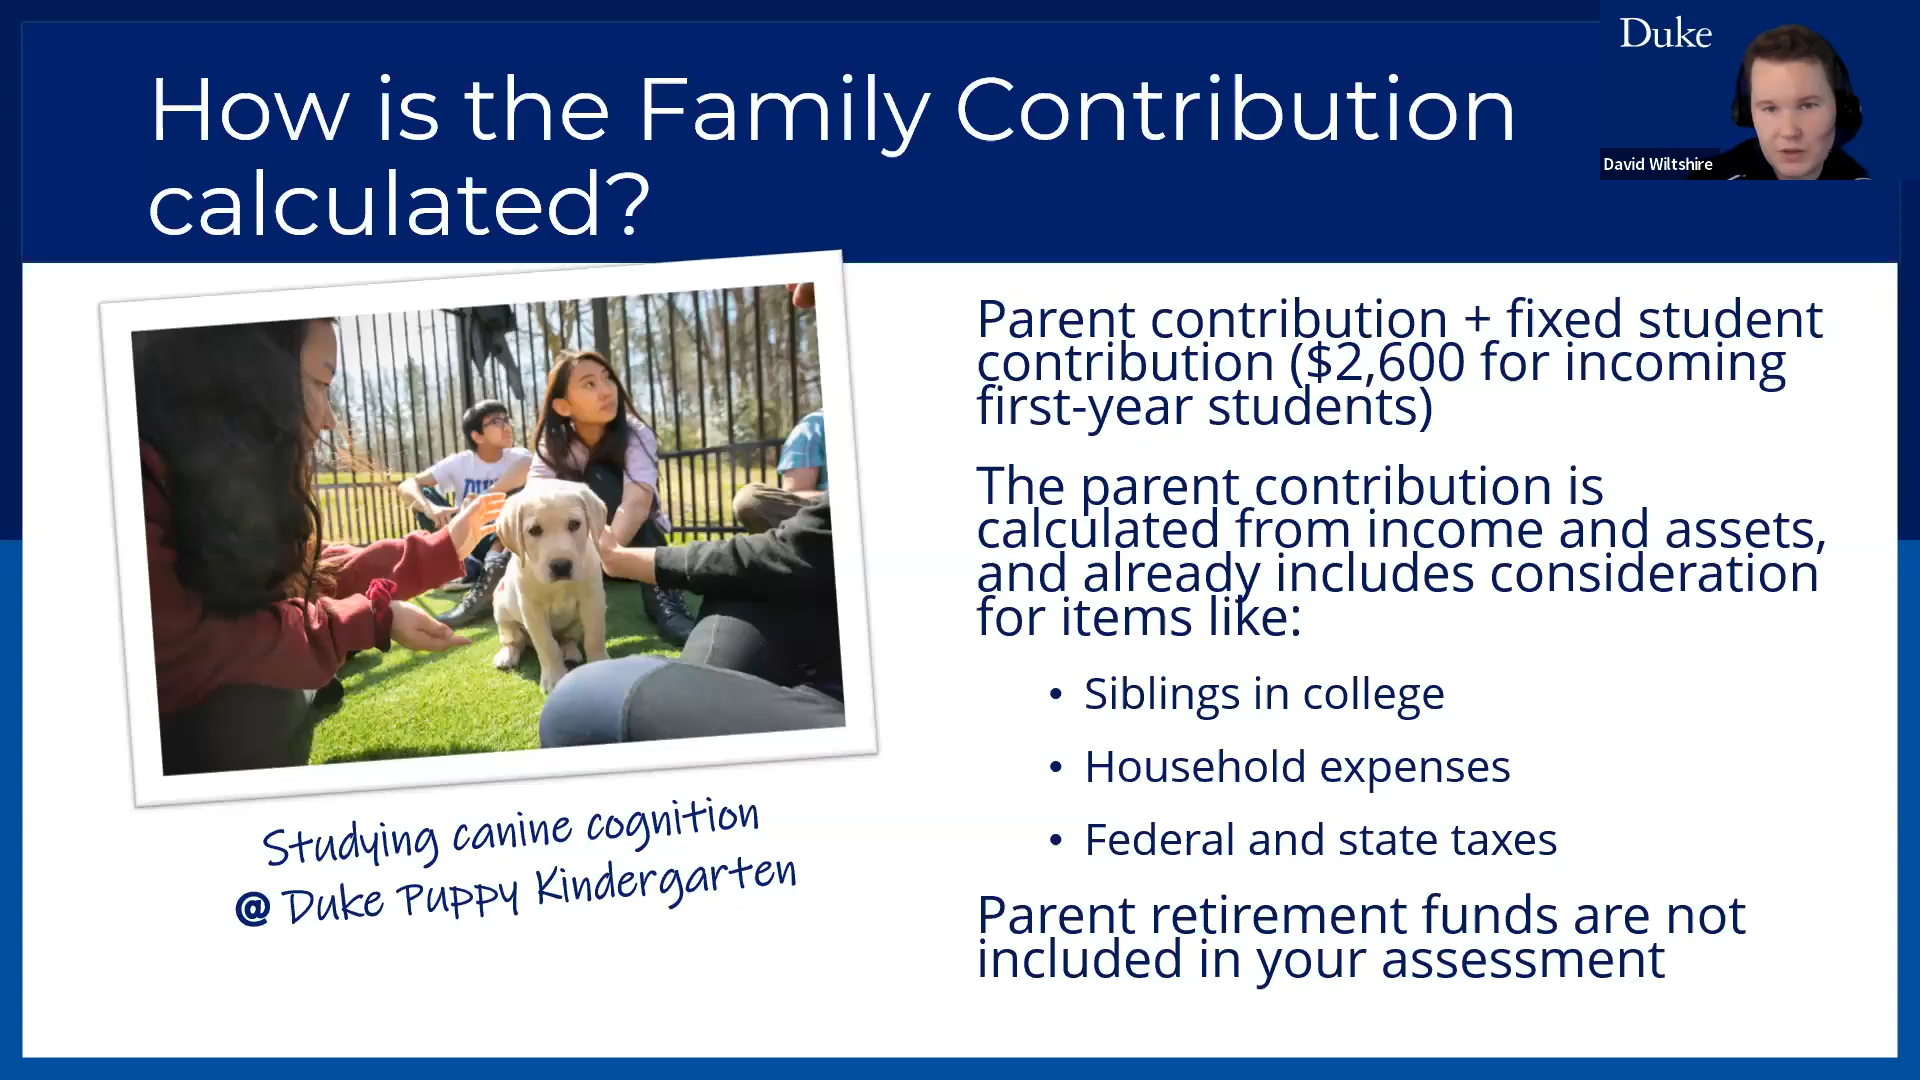 Duke
David Wiltshire
How is the Family Contribution
calculated?
Parent contribution + fixed student
contribution ($2,600 for incoming
first-year students)
The parent contribution is
calculated from income and assets,
and already includes consideration
for items like:
• Siblings in college
• Household expenses
• Federal and state taxes
Parent retirement funds are not
included in your assessment
Studying canine cognition
@ Duke Puppy Kindergarten